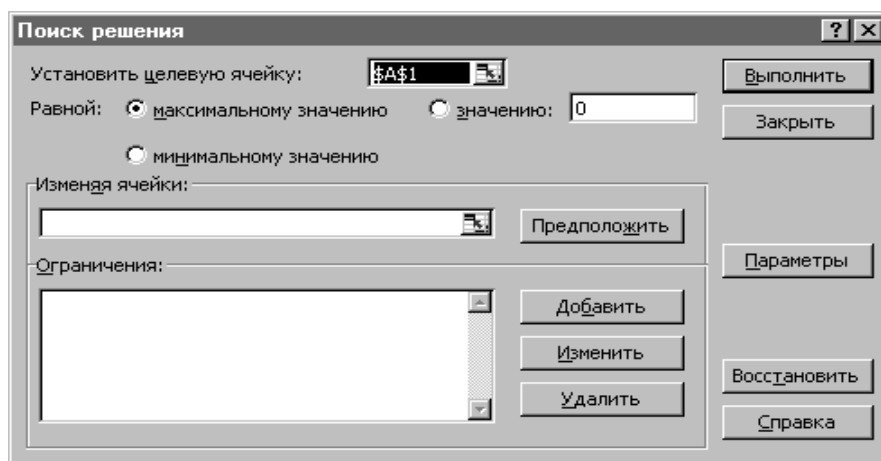 Поиск решения
Установить целевую ячейку: $A$1
Выполнить
Равной: максимальному значению значению: 0
Закрыть
минимальному значению
Изменяя ячейки:
Предположить
Ограничения:
Параметры
Добавить
Изменить
Восстановить
Удалить
Справка